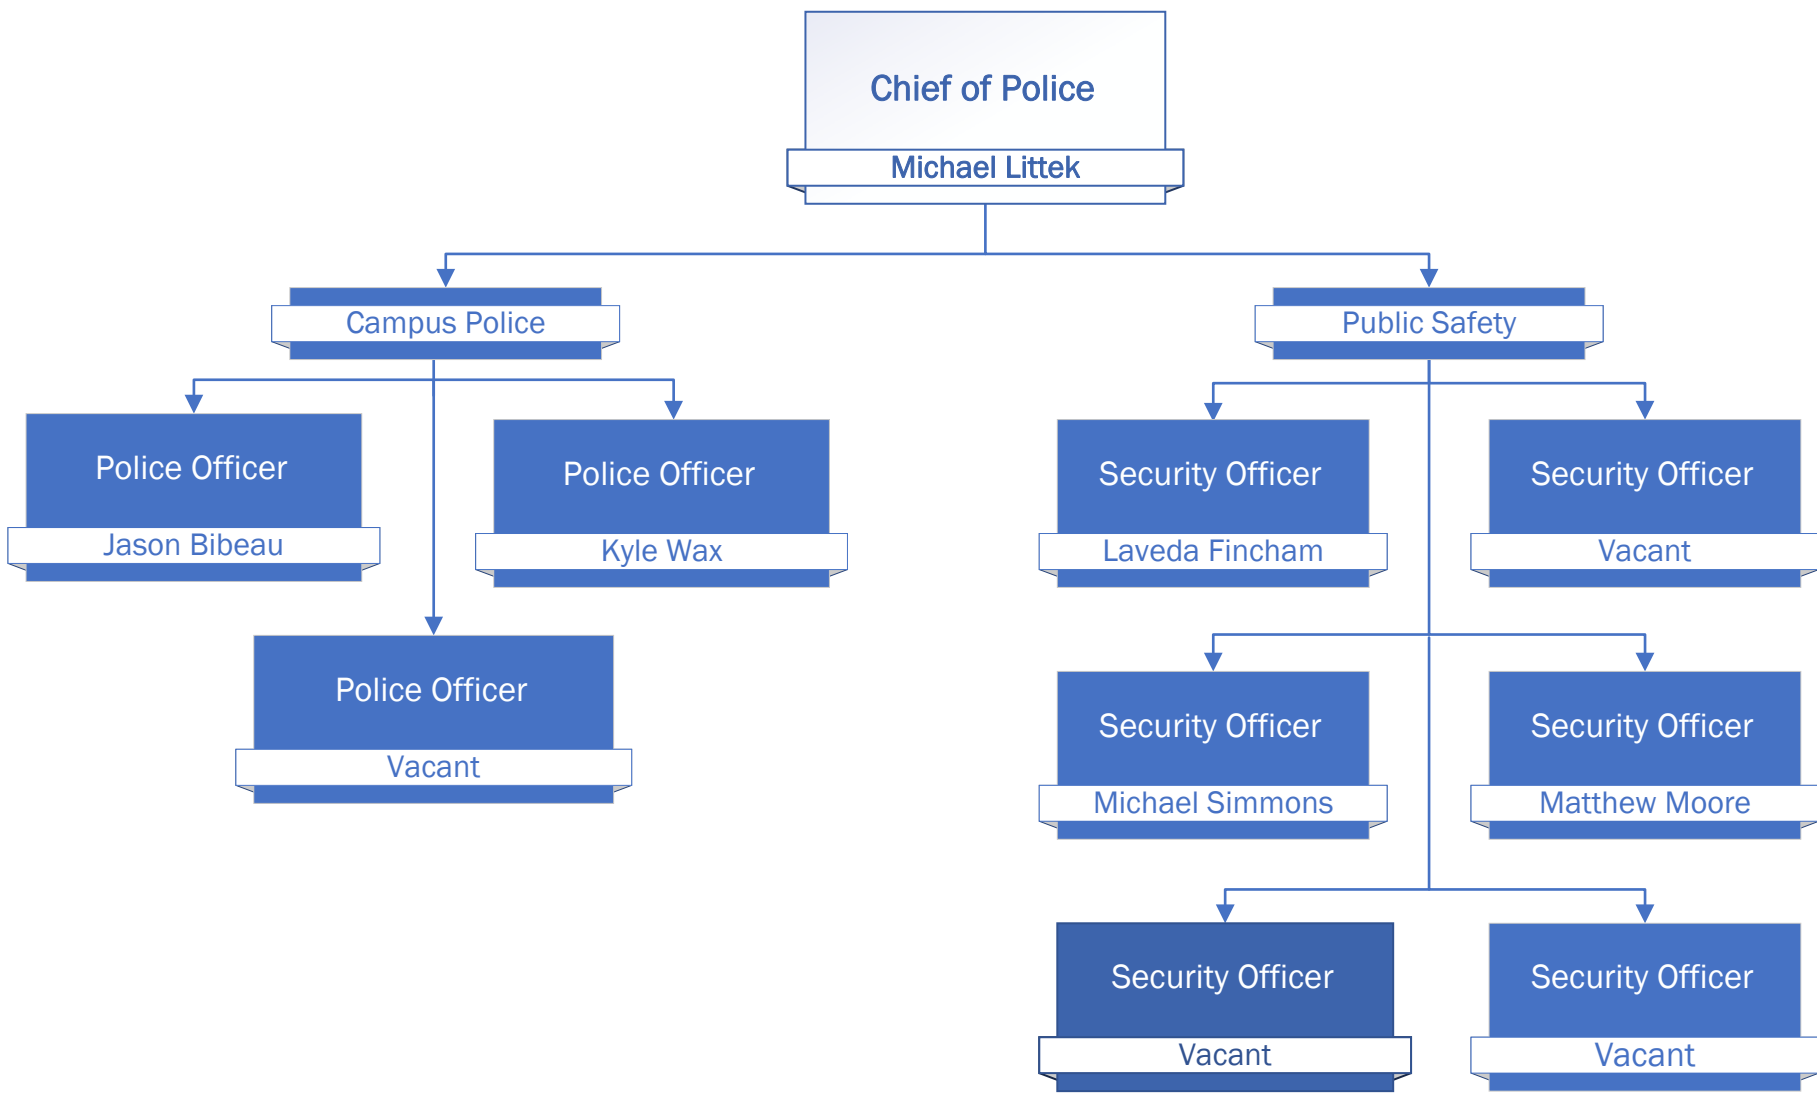 Chief of Police
Michael Littek
Campus Police
Public Safety
Police Officer
Jason Bibeau
Police Officer
Kyle Wax
Police Officer
Vacant
Security Officer
Laveda Fincham
Security Officer
Vacant
Security Officer
Michael Simmons
Security Officer
Matthew Moore
Security Officer
Vacant
Security Officer
Vacant